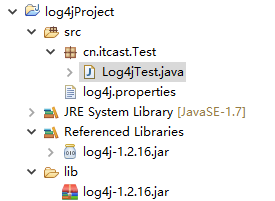 log4jProject
src
cn.itcast.Test
Log4jTest.java
log4j.properties
JRE System Library [JavaSE-1.7]
Referenced Libraries
log4j-1.2.16.jar
lib
log4j-1.2.16.jar